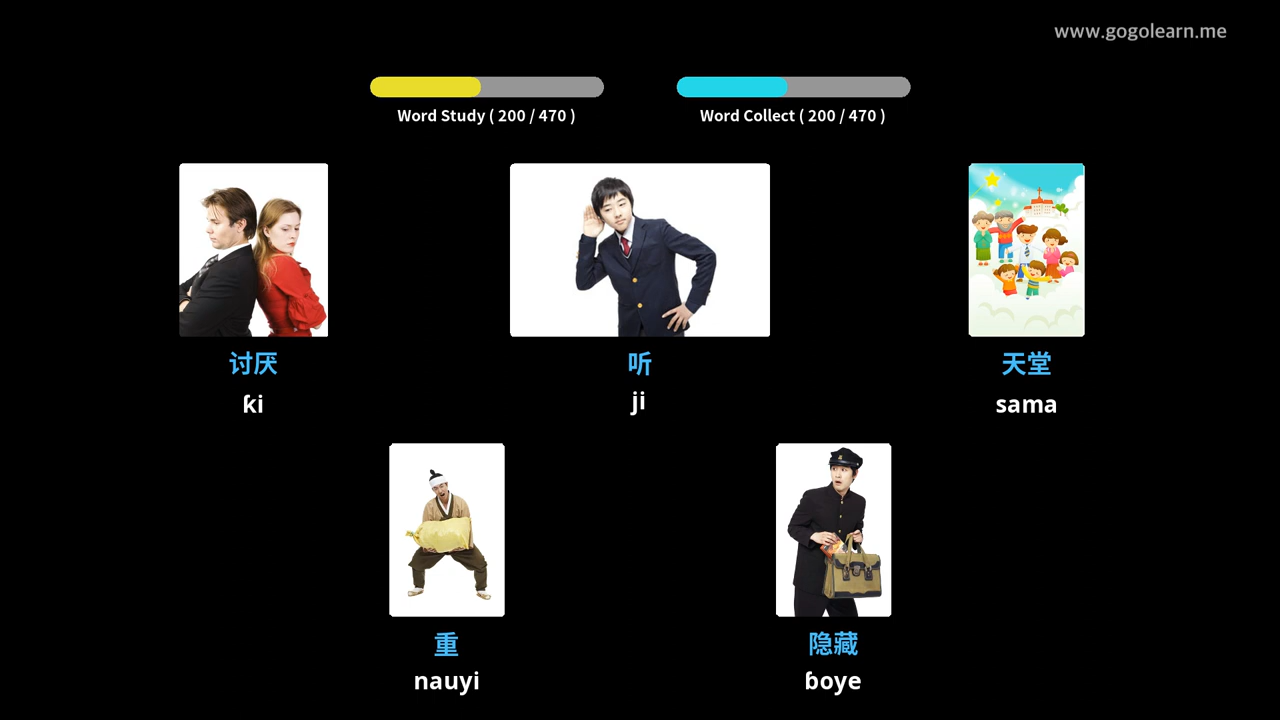 www.gogolearn.me
Word Study ( 200 / 470 )
Word Collect ( 200 / 470 )
讨厌
ƙi
听
ji
天堂
sama
重
nauyi
隐藏
ɓoye